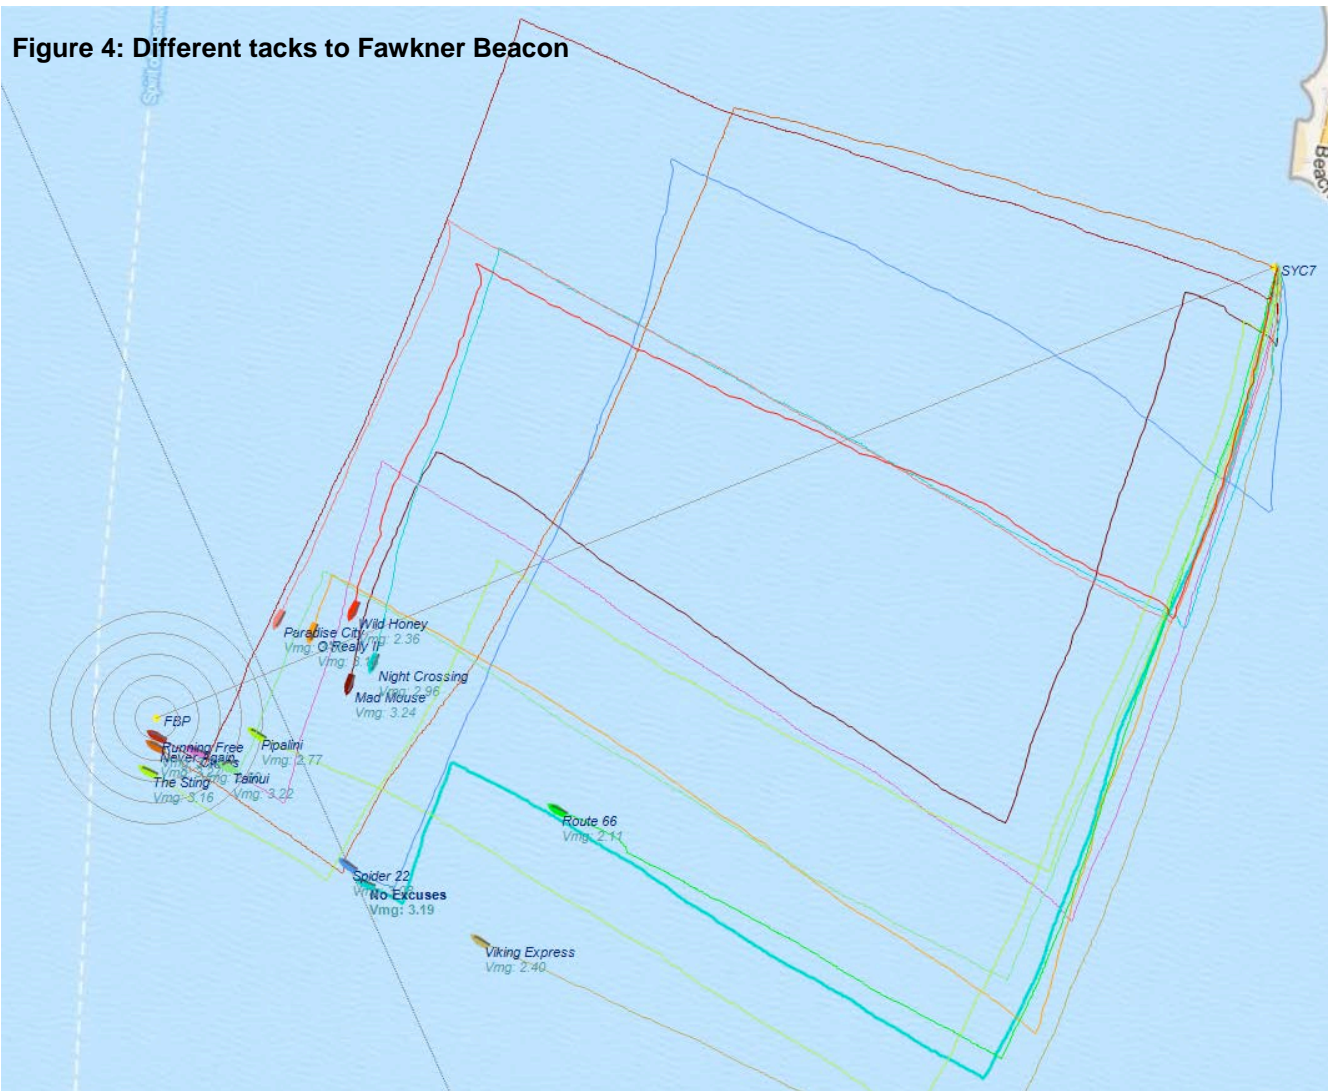 Figure 4: Different tacks to Fawkner Beacon
Beach
SYC7
Wild Honey
Vmg: 2.36
Paradise City
O'Really II
Night Crossing
Vmg: 2.96
Mad Mouse
Vmg: 3.24
FBP
Pipalini
Vmg: 2.77
Running Free
Never Again
The Sting
Vmg: 3.16
Tainui
Vmg: 3.22
Route 66
Vmg: 2.11
Spider 22
No Excuses
Vmg: 3.19
Viking Express
Vmg: 2.40